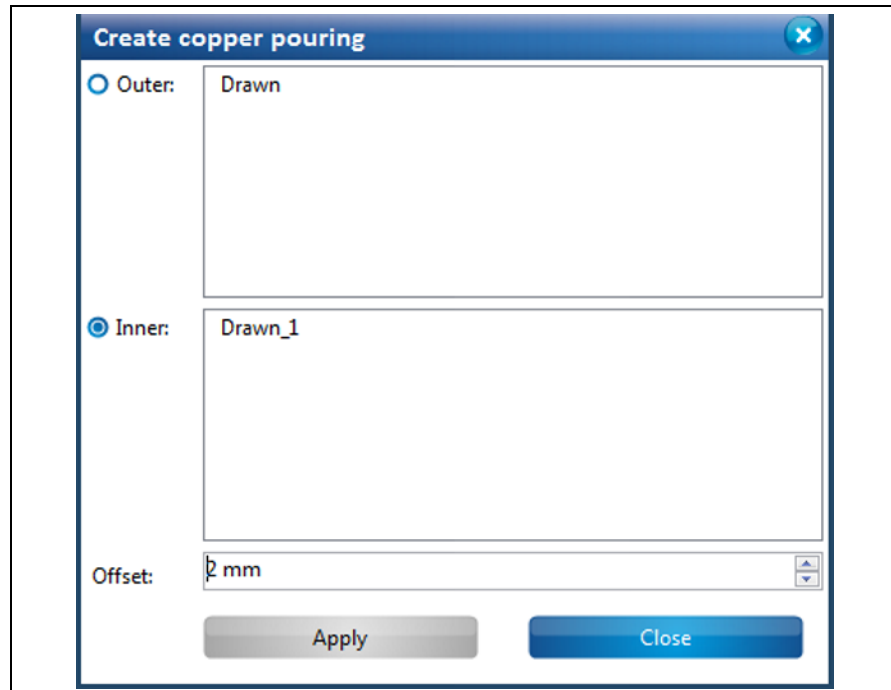 Create copper pouring
Outer: Drawn
Inner: Drawn_1
Offset: 2 mm
Apply Close